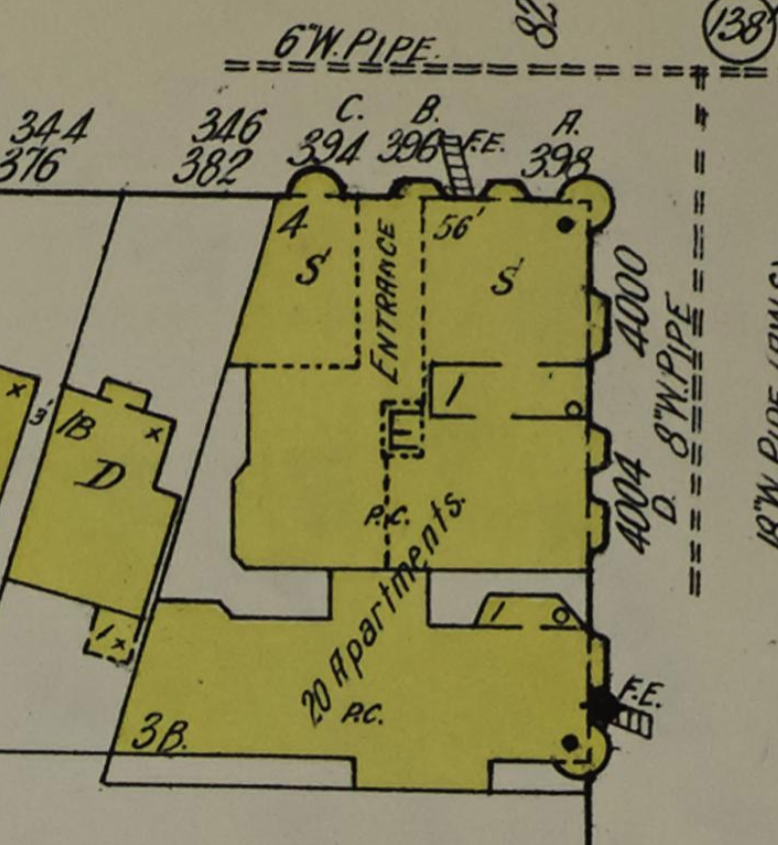 6"W.PIPE.
82
138
344
346
C.
B.
A.
376
382
394
396
F.E.
398
4
56'
S
ENTRANCE
S
4000
8"W.PIPE
1
E
3'
x
1B
x
D
4004
D.
P.C.
20 Apartments.
1
1 x
P.C.
F.E.
3B.